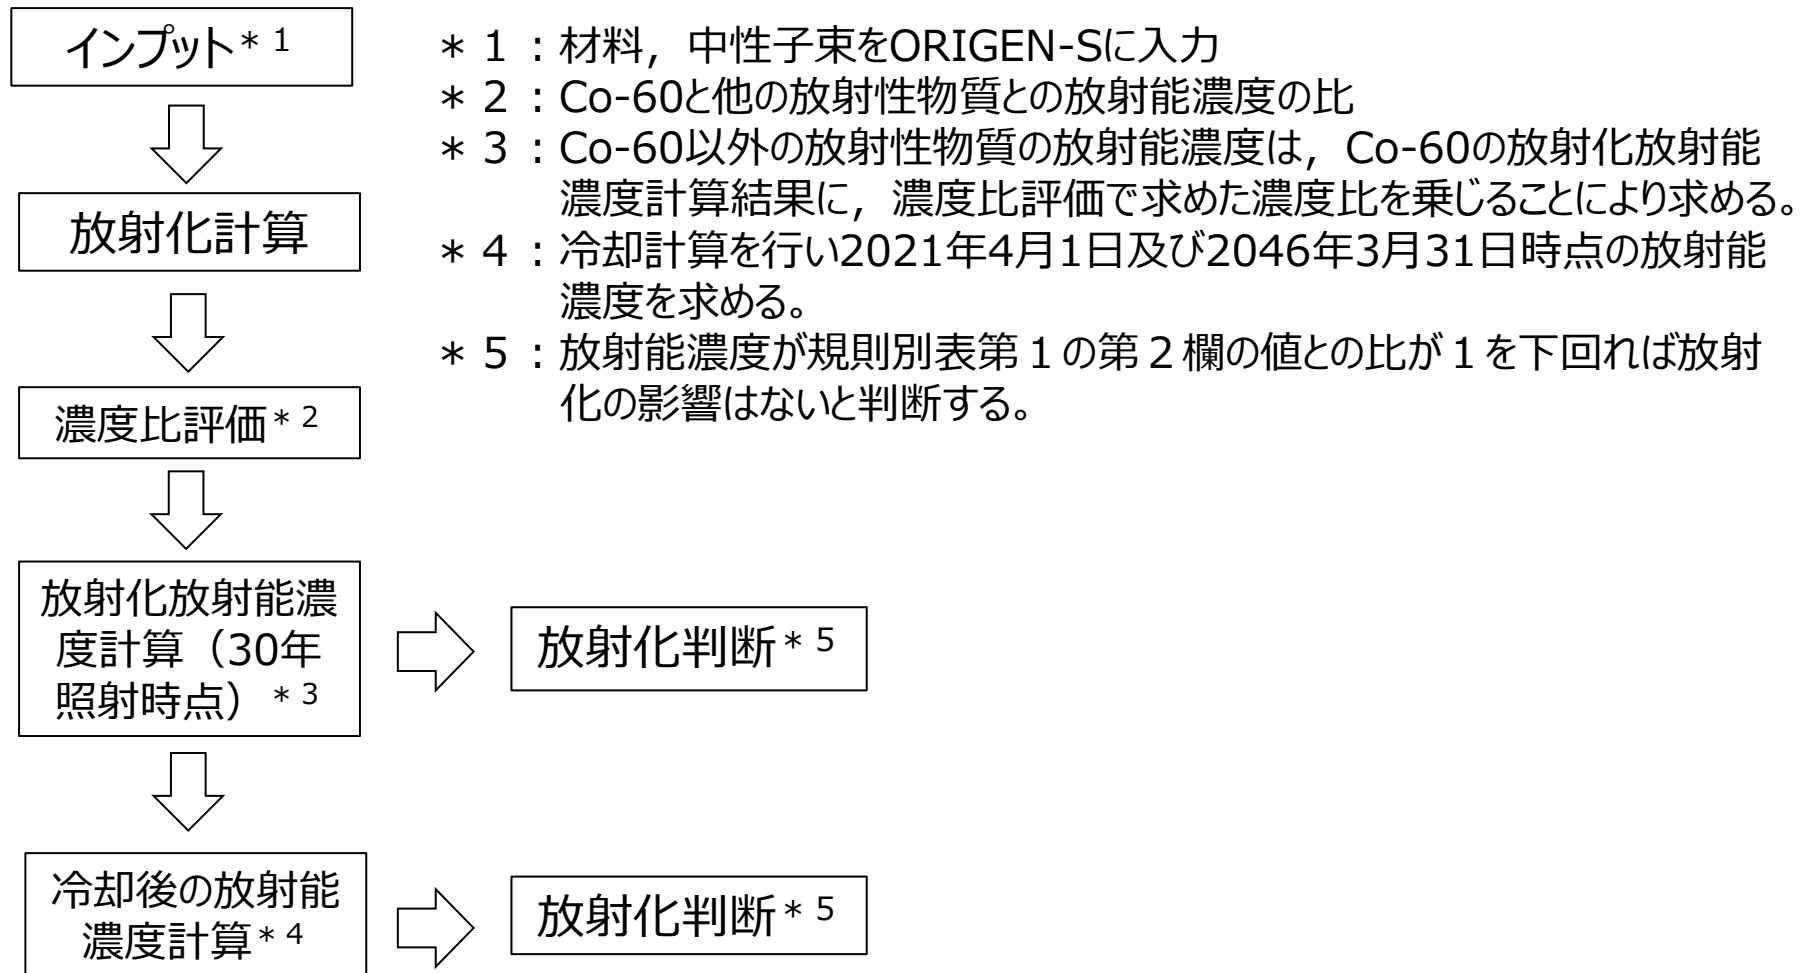 インプット＊１
＊１：材料，中性子束をORIGEN-Sに入力
＊２：Co-60と他の放射性物質との放射能濃度の比
＊３：Co-60以外の放射性物質の放射能濃度は，Co-60の放射化放射能
濃度計算結果に，濃度比評価で求めた濃度比を乗じることにより求める。
＊４：冷却計算を行い2021年4月1日及び2046年3月31日時点の放射能
濃度を求める。
＊５：放射能濃度が規則別表第１の第２欄の値との比が１を下回れば放射
化の影響はないと判断する。
放射化計算
濃度比評価＊２
放射化放射能濃
度計算（30年
照射時点）＊３
放射化判断＊５
冷却後の放射能
濃度計算＊４
放射化判断＊５